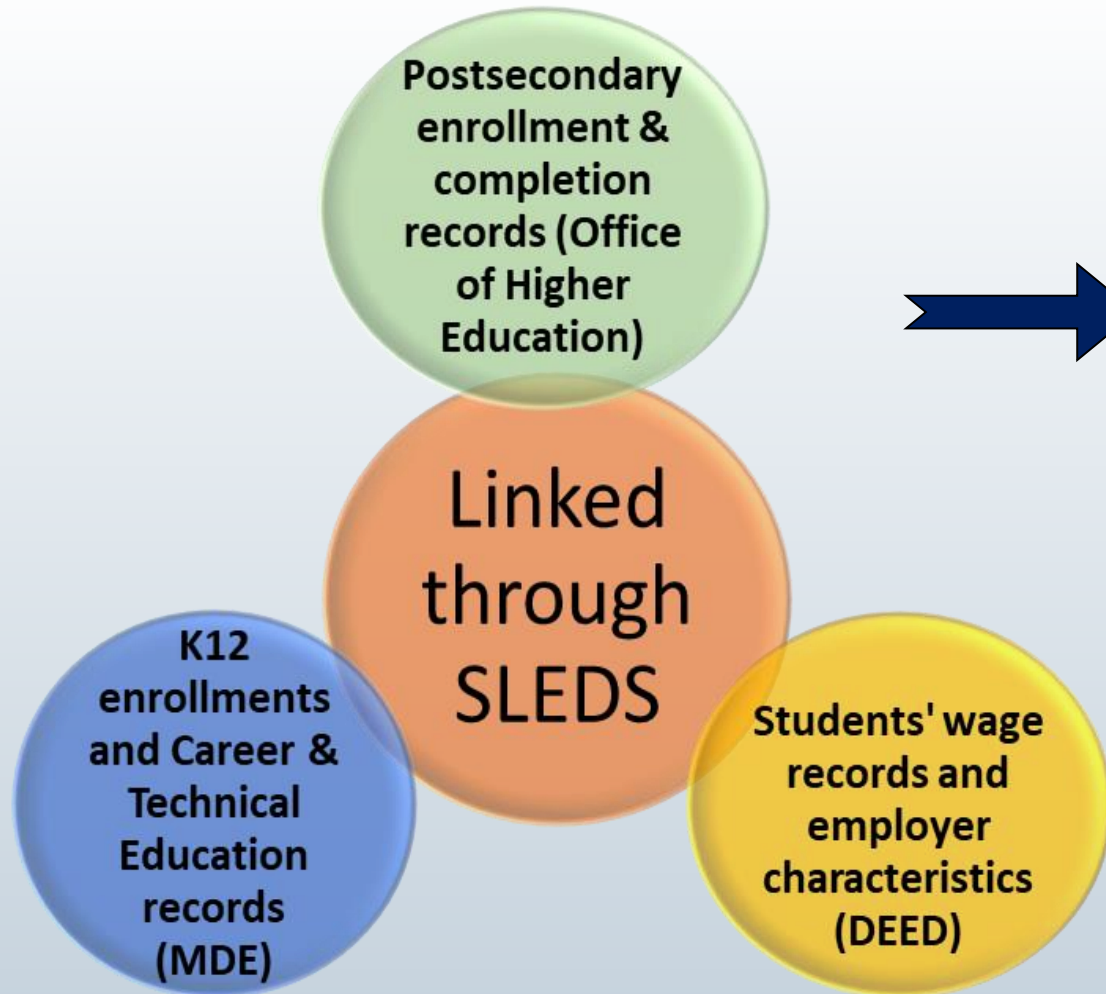 Postsecondary
enrollment &
completion
records (Office
of Higher
Education)
Linked
through
SLEDS
K12
enrollments
and Career &
Technical
Education
records
(MDE)
Students' wage
records and
employer
characteristics
(DEED)